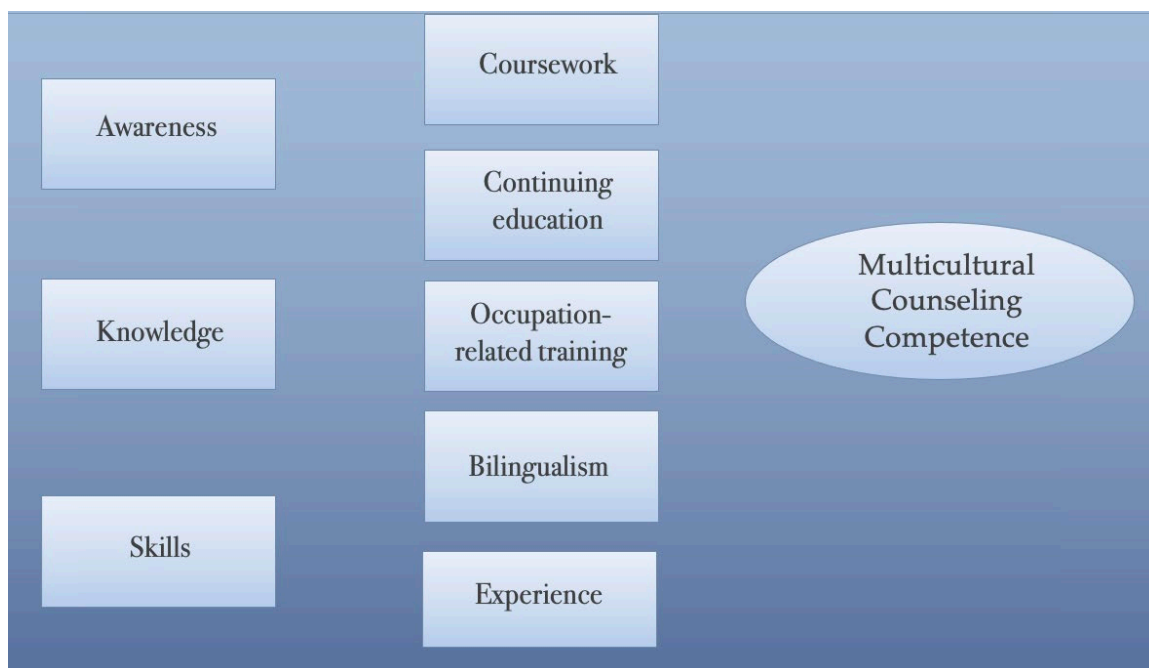 Awareness
Knowledge
Skills
Coursework
Continuing
education
Occupation-
related training
Bilingualism
Experience
Multicultural
Counseling
Competence